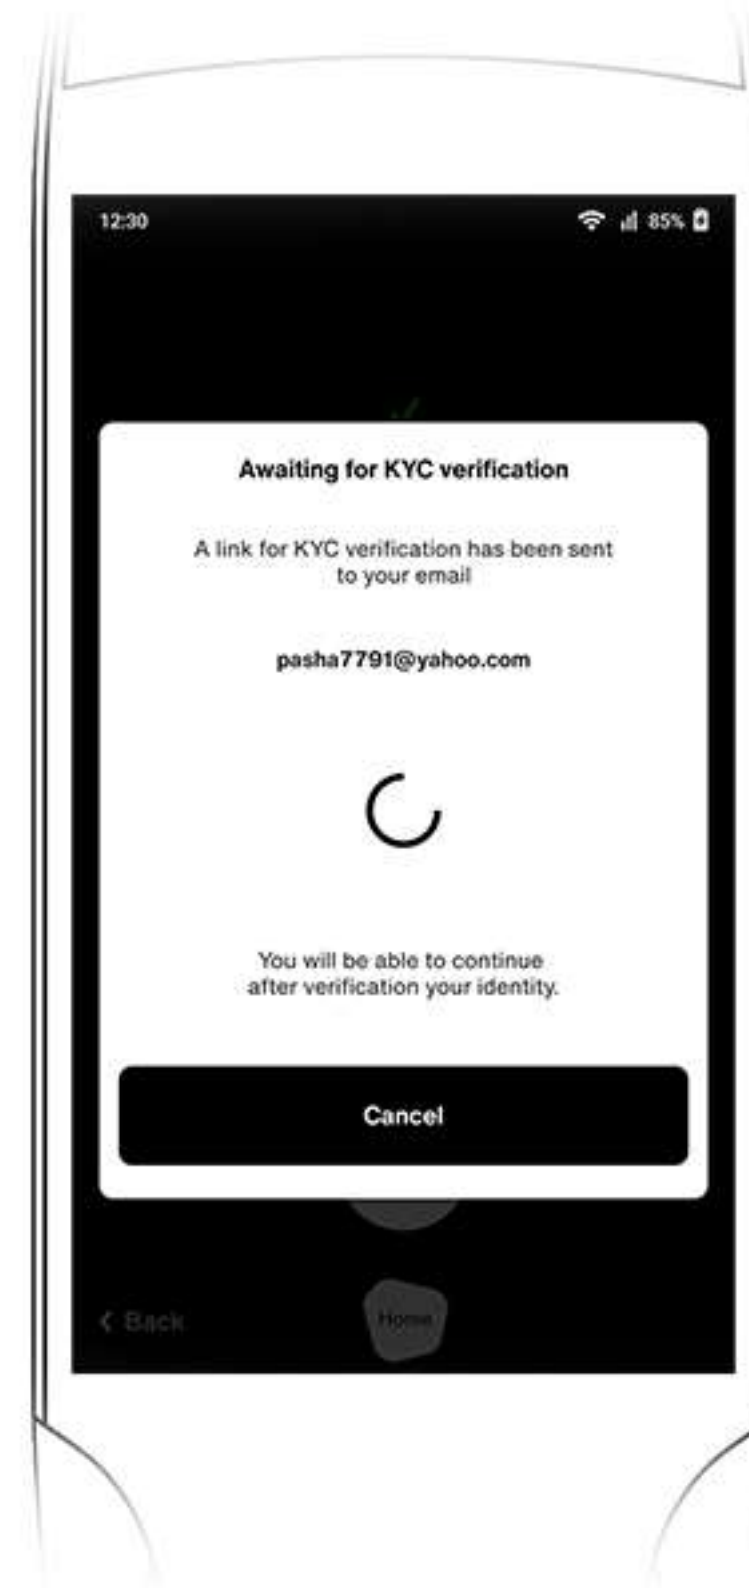 12:30
85%
Awaiting for KYC verification
A link for KYC verification has been sent
to your email
pasha7791@yahoo.com
You will be able to continue
after verification your identity.
Cancel
Back
Home